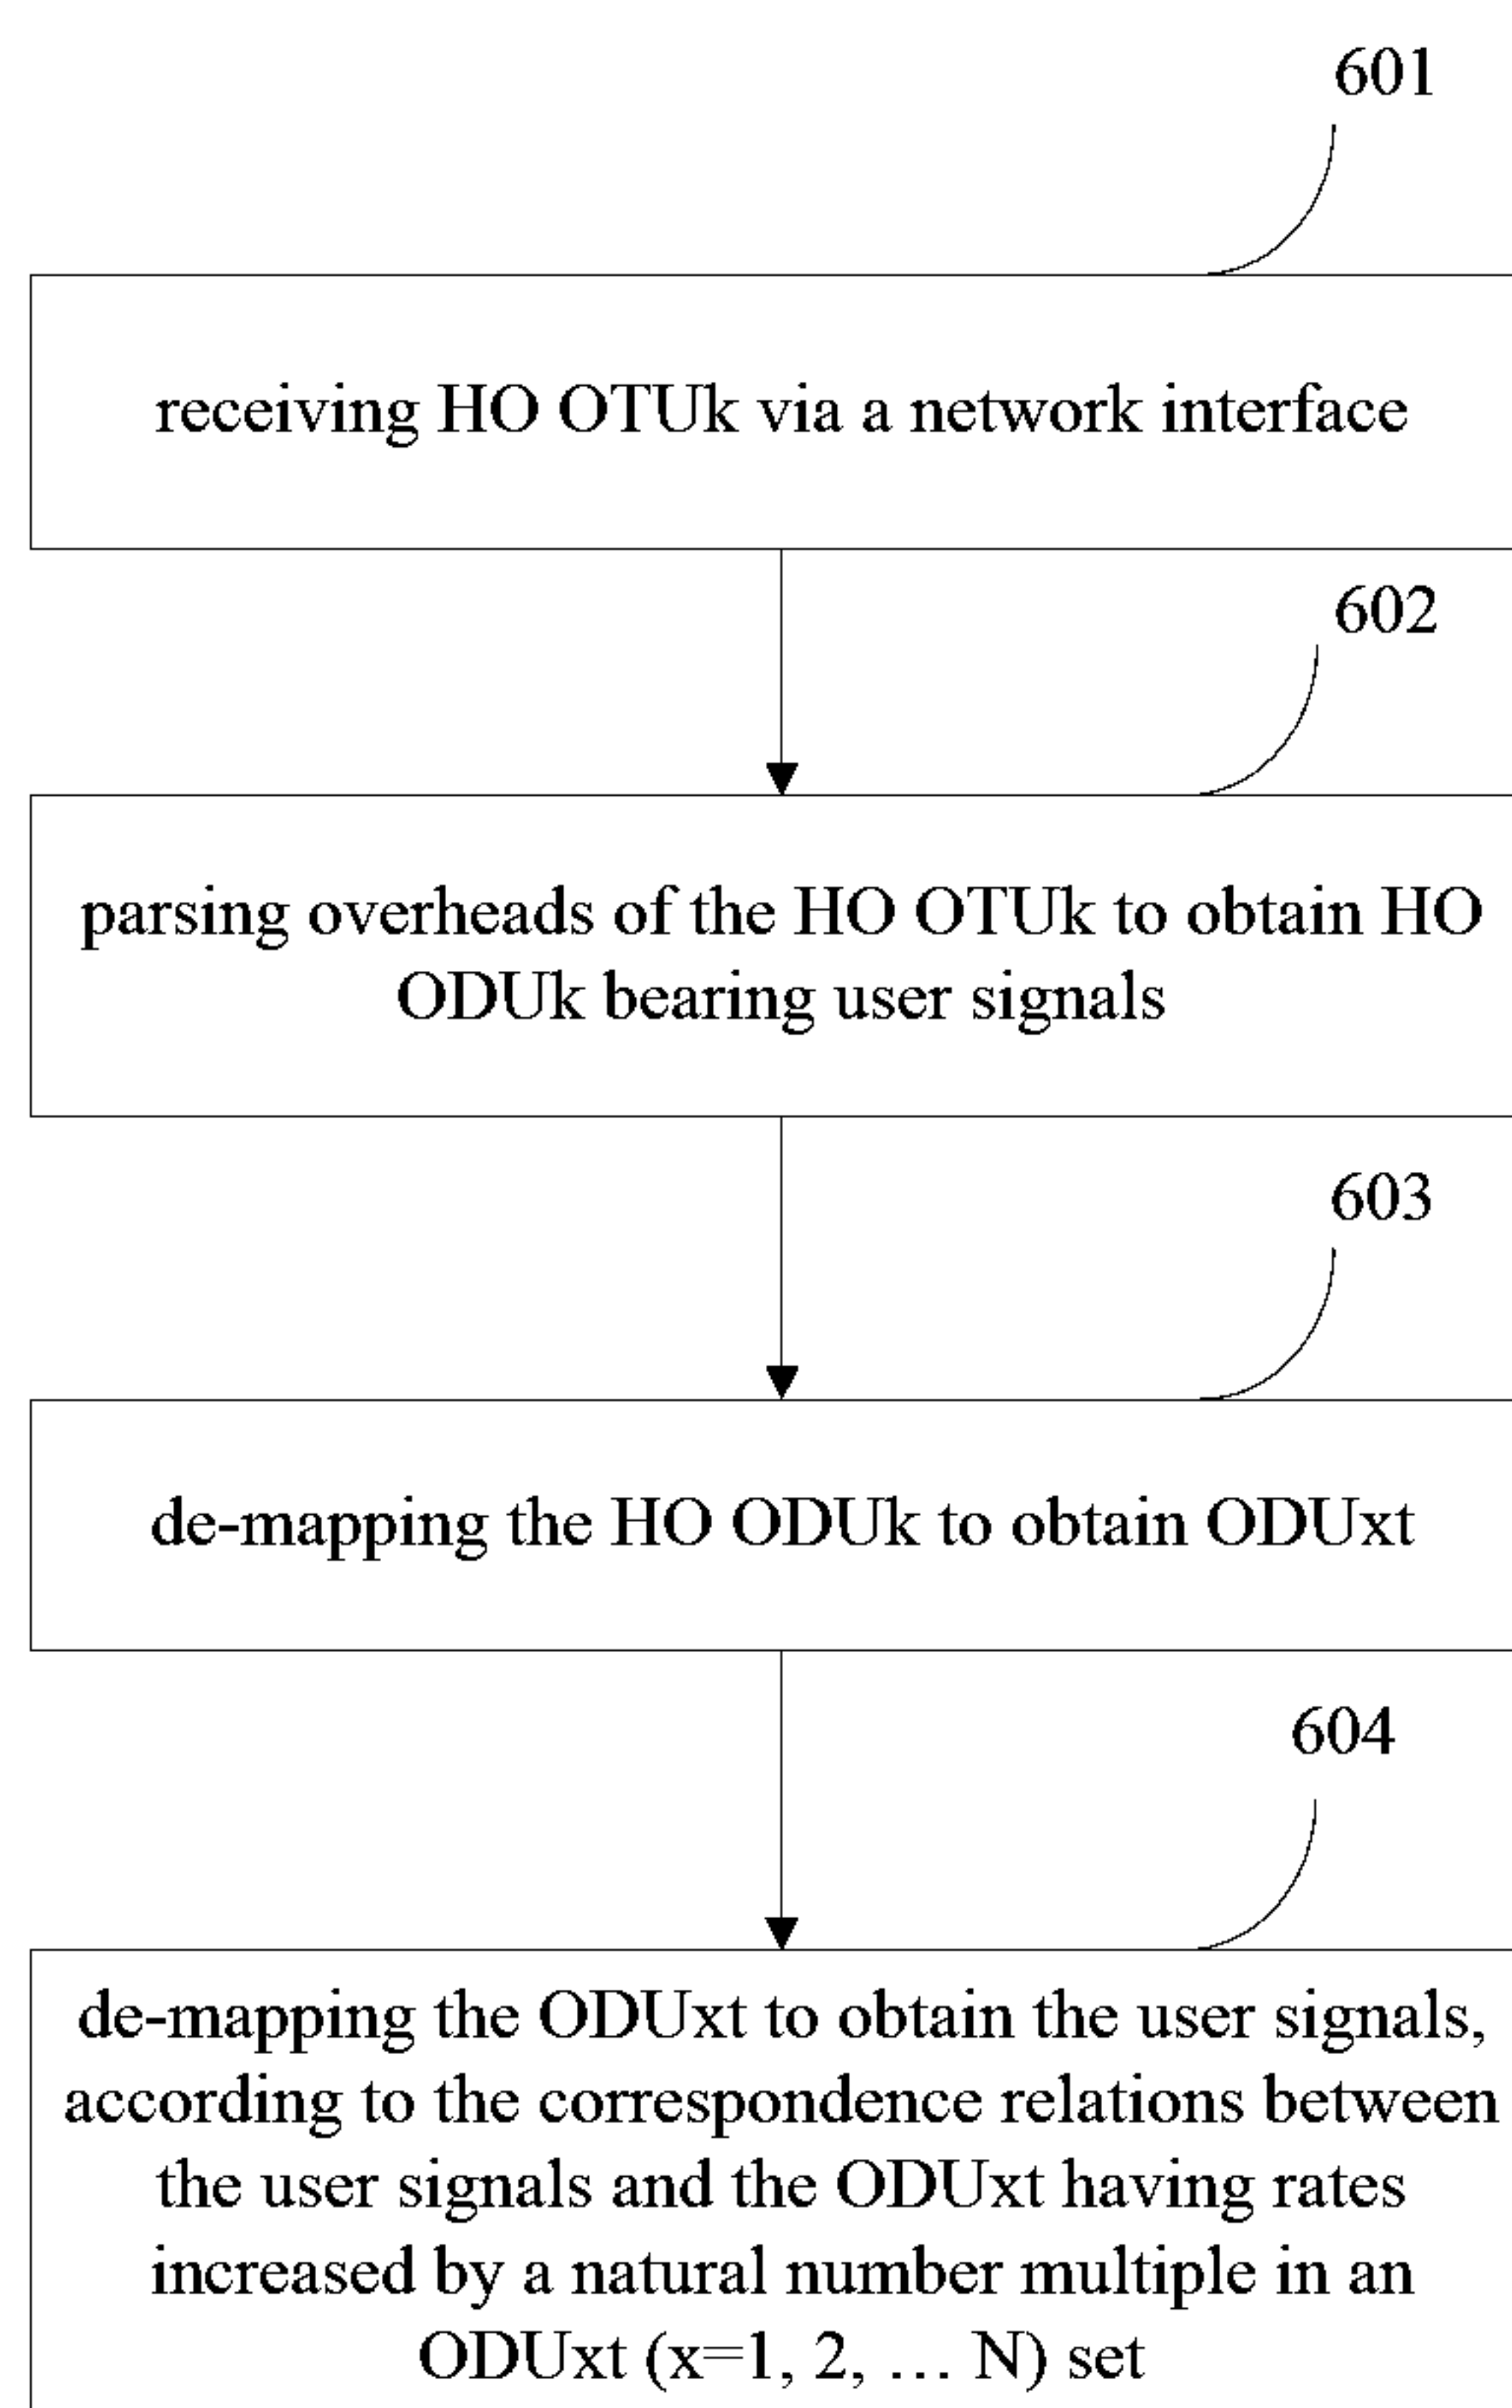 601
receiving HO OTUk via a network interface
602
parsing overheads of the HO OTUk to obtain HO
ODUk bearing user signals
603
de-mapping the HO ODUk to obtain ODUxt
604
de-mapping the ODUxt to obtain the user signals,
according to the correspondence relations between
the user signals and the ODUxt having rates
increased by a natural number multiple in an
ODUxt (x=1, 2, … N) set